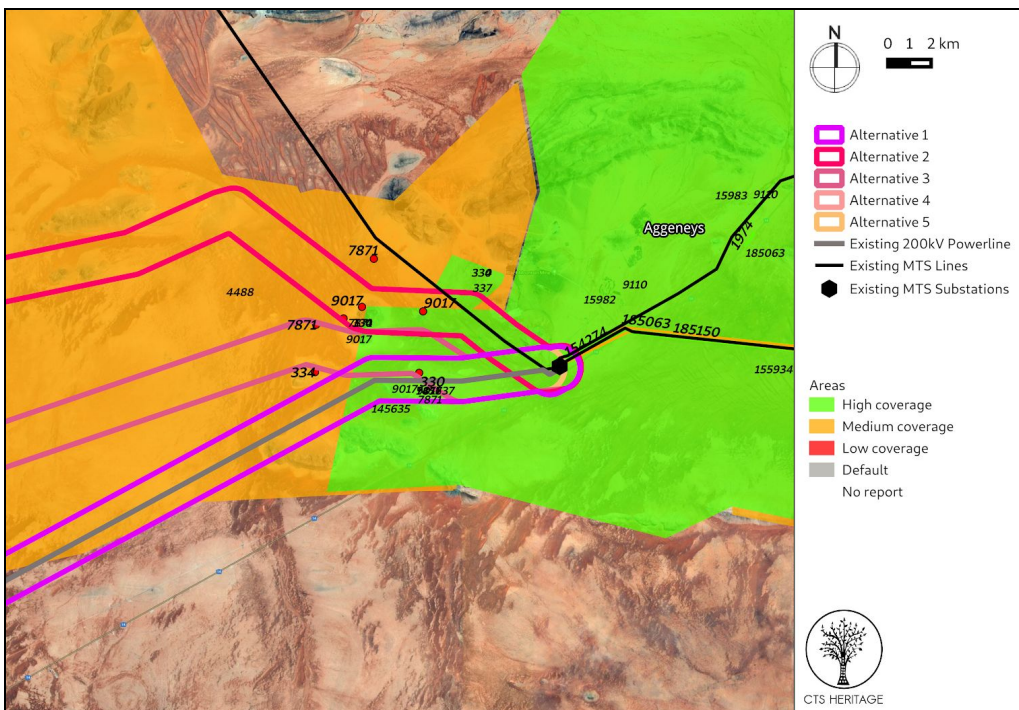 N
0 1 2 km
Alternative 1
Alternative 2
Alternative 3
Alternative 4
Alternative 5
Existing 200kV Powerline
Existing MTS Lines
Existing MTS Substations
Areas
High coverage
Medium coverage
Low coverage
Default
No report
CTS HERITAGE
15983
9110
Aggeneys
1974
185063
7871
337
9110
4488
15982
9017
9017
7871
9017
154274
185063
185150
334
330
155934
7871
145635